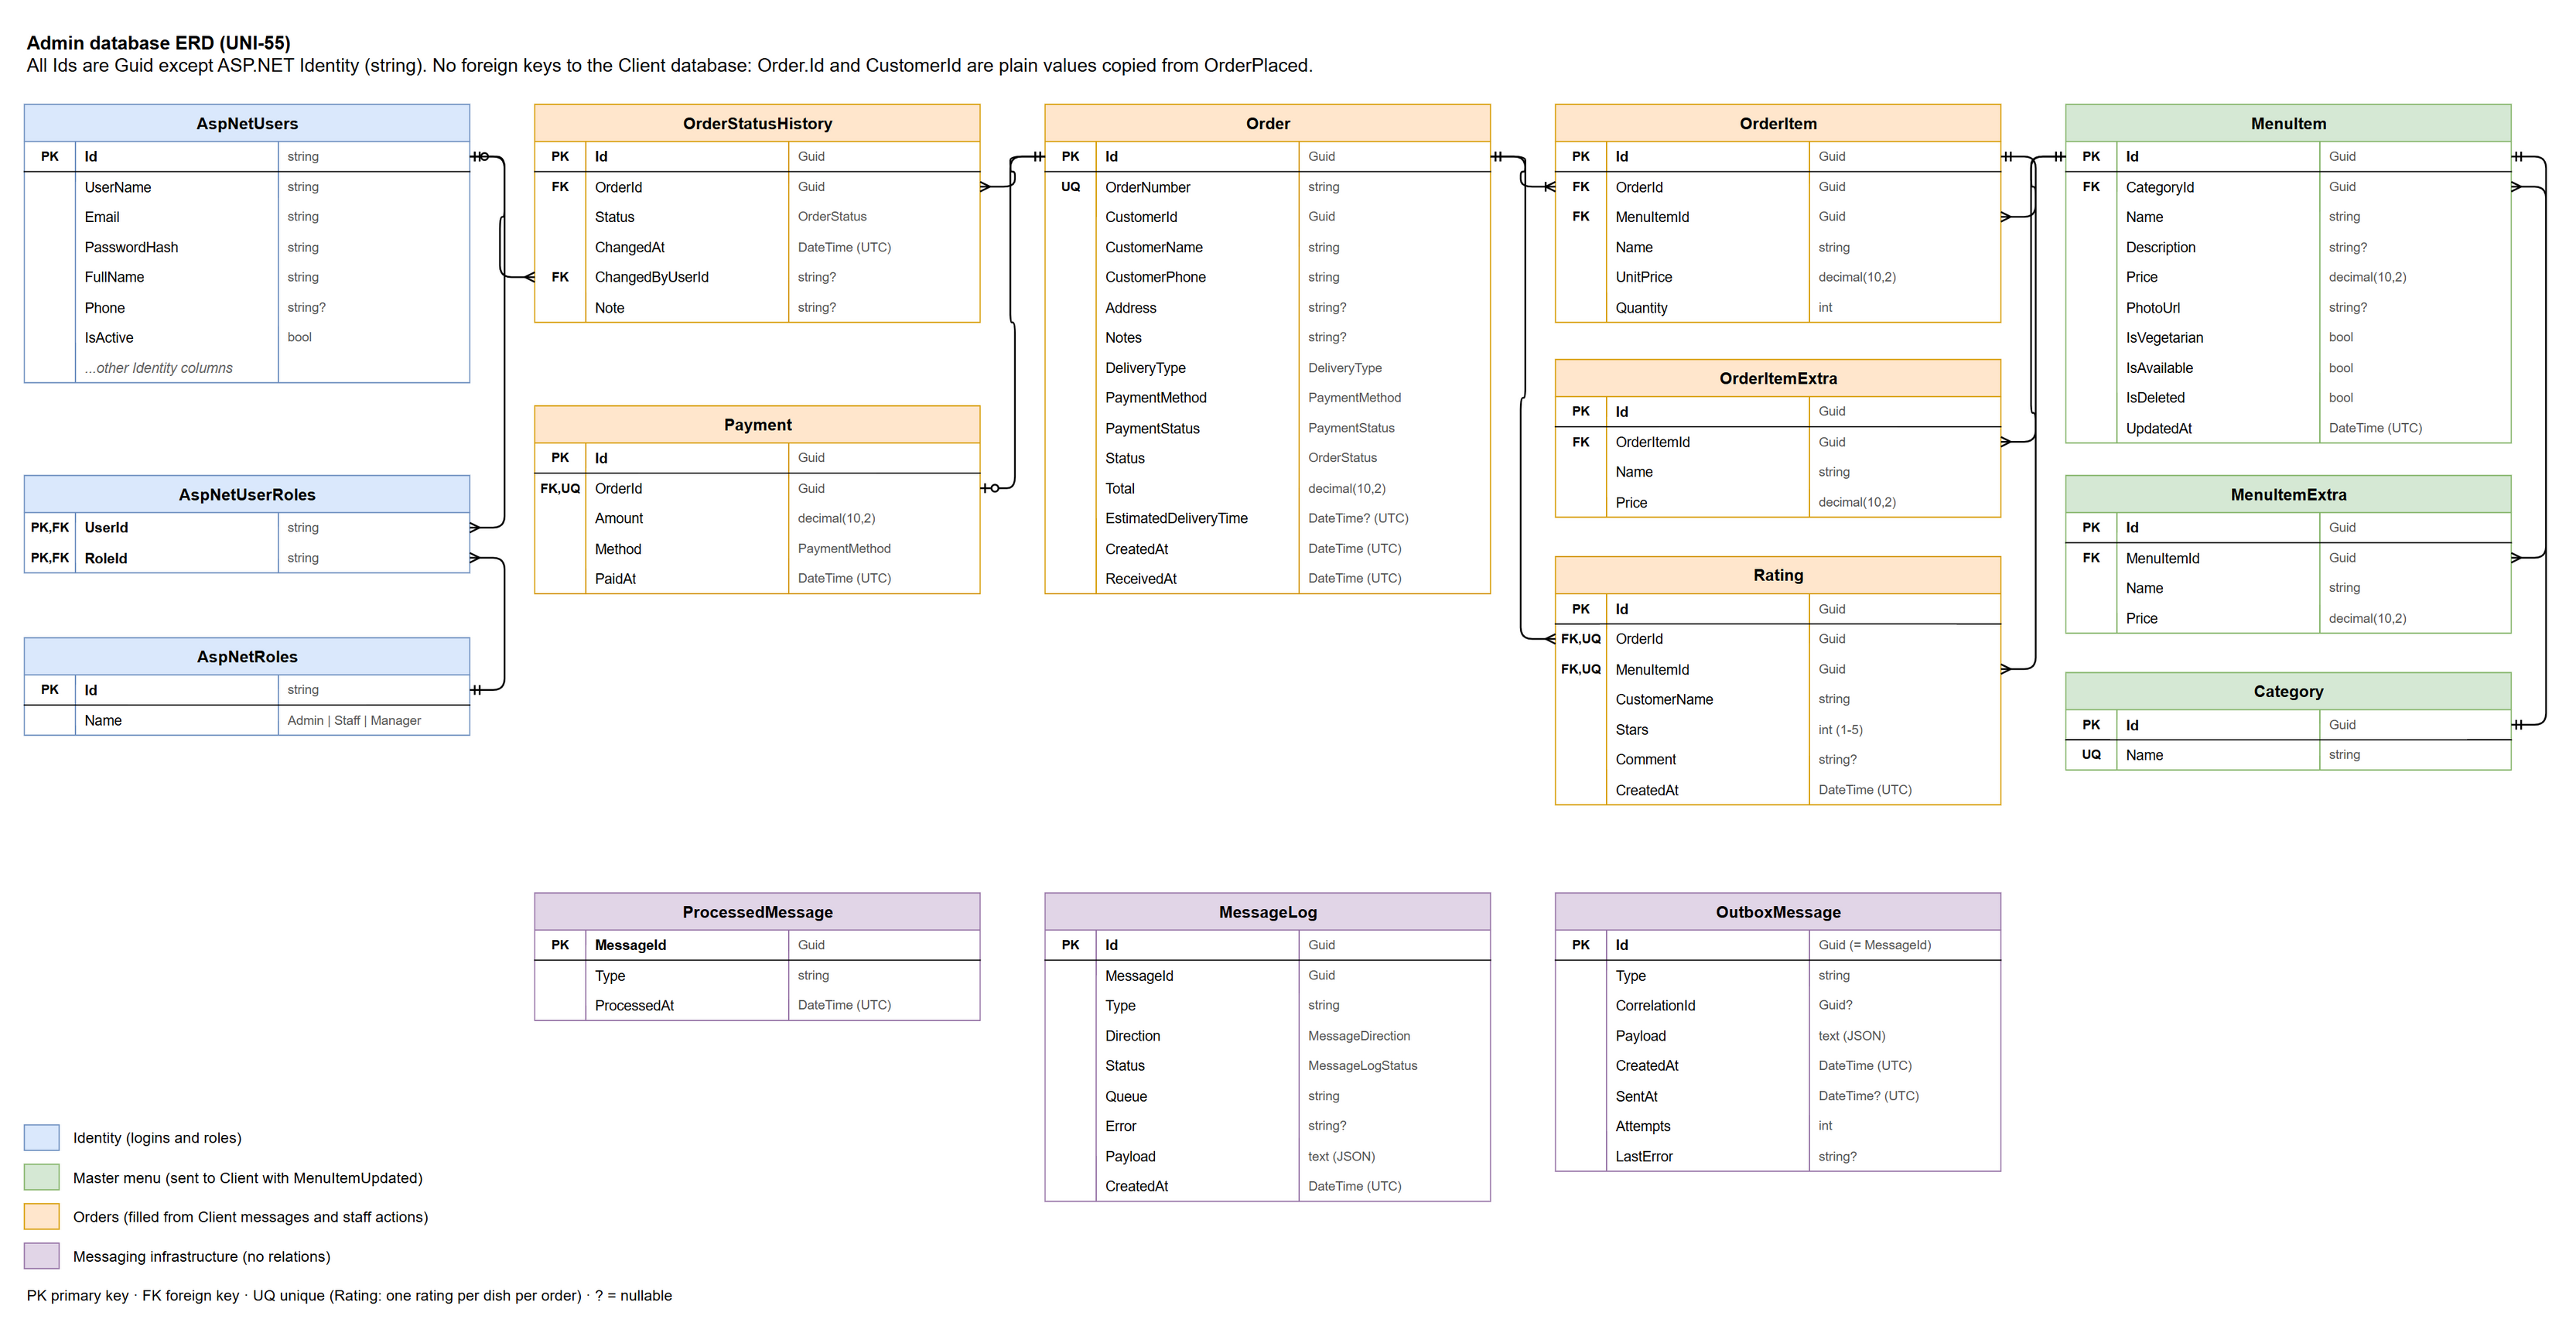 Admin database ERD (UNI-55)
All Ids are Guid except ASP.NET Identity (string). No foreign keys to the Client database: Order.Id and CustomerId are plain values copied from OrderPlaced.
AspNetUsers
PK Id string
UserName string
Email string
PasswordHash string
FullName string
Phone string?
IsActive bool
...other Identity columns
AspNetUserRoles
PK,FK UserId string
PK,FK RoleId string
AspNetRoles
PK Id string
Name Admin | Staff | Manager
OrderStatusHistory
PK Id Guid
FK OrderId Guid
Status OrderStatus
ChangedAt DateTime (UTC)
FK ChangedByUserId string?
Note string?
Payment
PK Id Guid
FK,UQ OrderId Guid
Amount decimal(10,2)
Method PaymentMethod
PaidAt DateTime (UTC)
Order
PK Id Guid
UQ OrderNumber string
CustomerId Guid
CustomerName string
CustomerPhone string
Address string?
Notes string?
DeliveryType DeliveryType
PaymentMethod PaymentMethod
PaymentStatus PaymentStatus
Status OrderStatus
Total decimal(10,2)
EstimatedDeliveryTime DateTime? (UTC)
CreatedAt DateTime (UTC)
ReceivedAt DateTime (UTC)
OrderItem
PK Id Guid
FK OrderId Guid
FK MenuItemId Guid
Name string
UnitPrice decimal(10,2)
Quantity int
OrderItemExtra
PK Id Guid
FK OrderItemId Guid
Name string
Price decimal(10,2)
Rating
PK Id Guid
FK,UQ OrderId Guid
FK,UQ MenuItemId Guid
CustomerName string
Stars int (1-5)
Comment string?
CreatedAt DateTime (UTC)
MenuItem
PK Id Guid
FK CategoryId Guid
Name string
Description string?
Price decimal(10,2)
PhotoUrl string?
IsVegetarian bool
IsAvailable bool
IsDeleted bool
UpdatedAt DateTime (UTC)
MenuItemExtra
PK Id Guid
FK MenuItemId Guid
Name string
Price decimal(10,2)
Category
PK Id Guid
UQ Name string
ProcessedMessage
PK MessageId Guid
Type string
ProcessedAt DateTime (UTC)
MessageLog
PK Id Guid
MessageId Guid
Type string
Direction MessageDirection
Status MessageLogStatus
Queue string
Error string?
Payload text (JSON)
CreatedAt DateTime (UTC)
OutboxMessage
PK Id Guid (= MessageId)
Type string
CorrelationId Guid?
Payload text (JSON)
CreatedAt DateTime (UTC)
SentAt DateTime? (UTC)
Attempts int
LastError string?
Identity (logins and roles)
Master menu (sent to Client with MenuItemUpdated)
Orders (filled from Client messages and staff actions)
Messaging infrastructure (no relations)
PK primary key · FK foreign key · UQ unique (Rating: one rating per dish per order) · ? = nullable